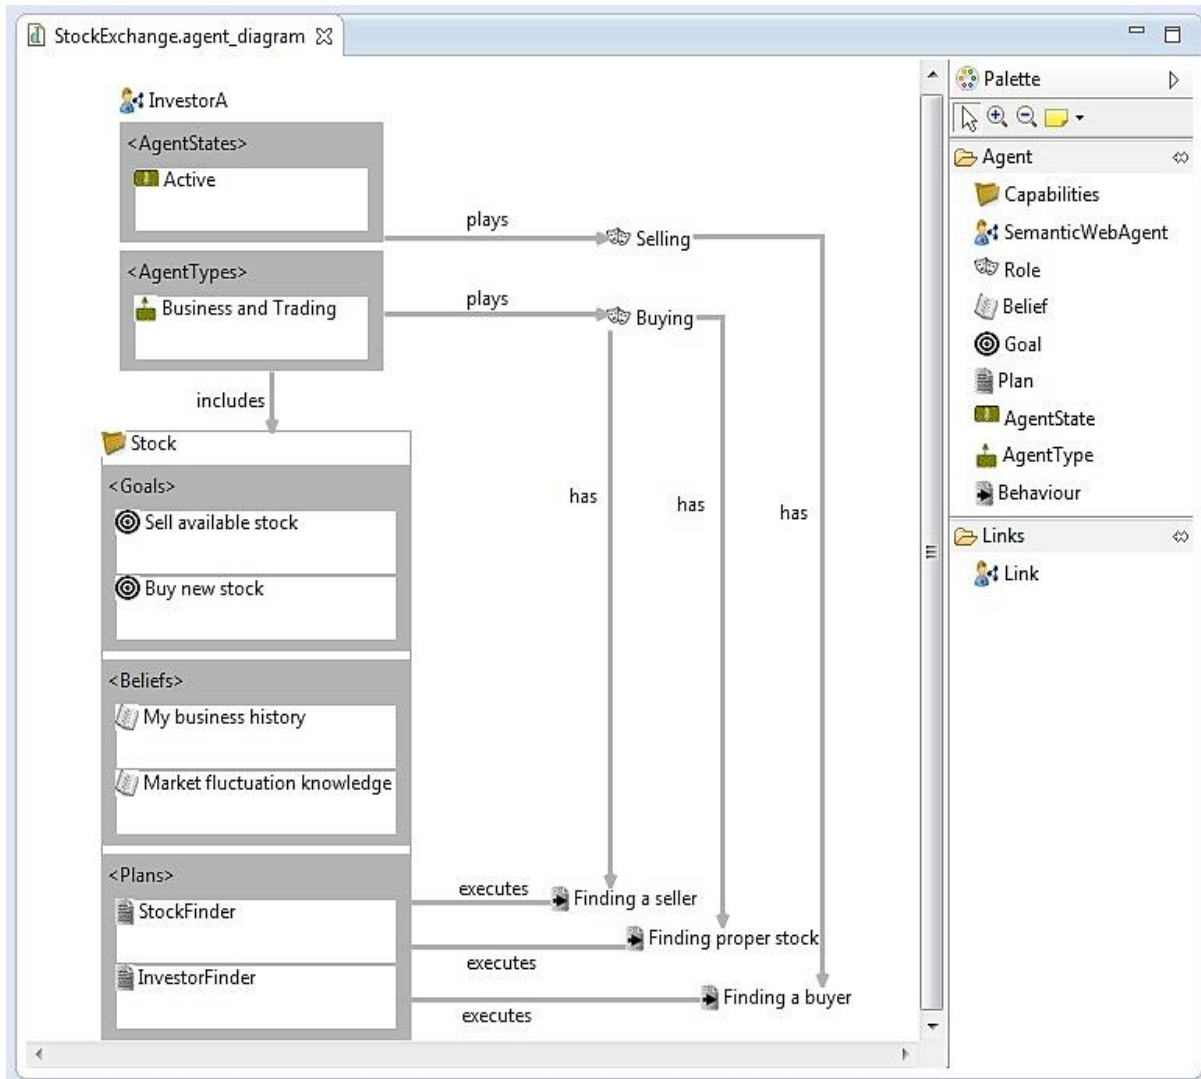 StockExchange.agent_diagram
InvestorA
<AgentStates>
Active
plays
Selling
<AgentTypes>
Business and Trading
plays
Buying
includes
Stock
<Goals>
Sell available stock
Buy new stock
has
has
has
<Beliefs>
My business history
Market fluctuation knowledge
<Plans>
StockFinder
InvestorFinder
executes
Finding a seller
executes
Finding proper stock
executes
Finding a buyer
Palette
Agent
Capabilities
SemanticWebAgent
Role
Belief
Goal
Plan
AgentState
AgentType
Behaviour
Links
Link